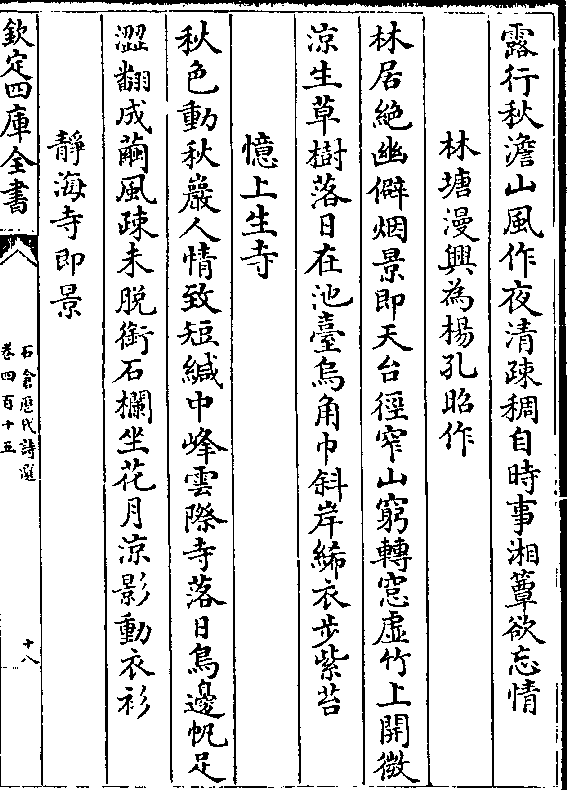 露行秋澹山風作夜清疎稠自時事湘簟欲忘情
林塘漫興為楊孔昭作
林居絶幽僻烟景即天台徑窄山窮轉窓虚竹上開微
涼生草樹落日在池臺烏角巾斜岸絺衣步紫苔
憶上生寺
秋色動秋巖人情致短緘中峰雲際寺落日鳥邊帆足
澀翻成繭風疎未脱銜石欄坐花月涼影動衣衫
靜海寺即景
欽定四庫全書
石倉歷代詩選
卷四百十五
十八